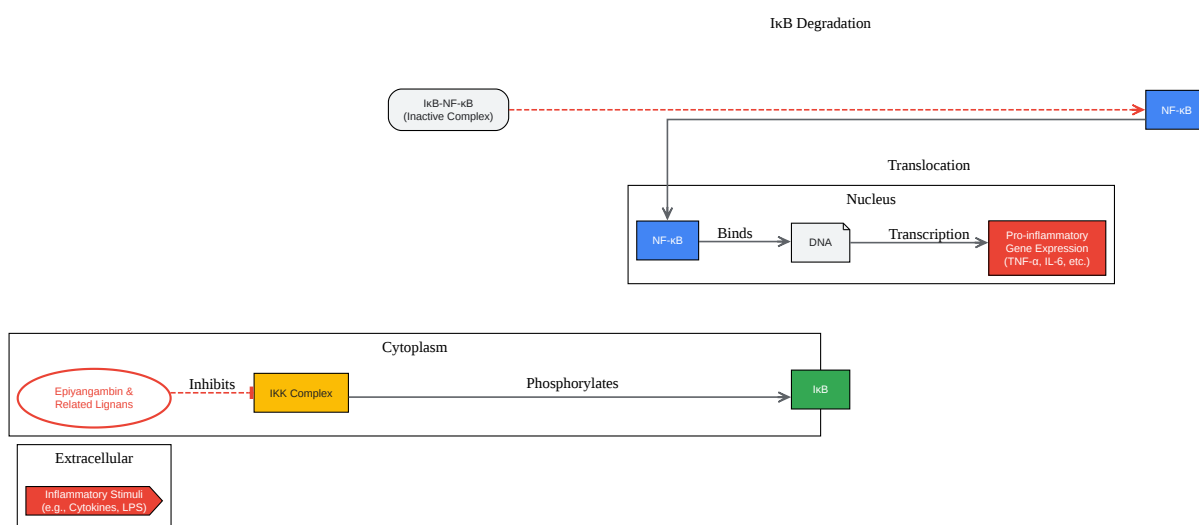 IκB Degradation
IκB-NF-κB
(Inactive Complex)
NF-κB
Translocation
Nucleus
NF-κB
Binds
DNA
Transcription
Pro-inflammatory
Gene Expression
(TNF-α, IL-6, etc.)
Cytoplasm
Epiyangambin &
Related Lignans
Inhibits
IKK Complex
Phosphorylates
IκB
Extracellular
Inflammatory Stimuli
(e.g., Cytokines, LPS)